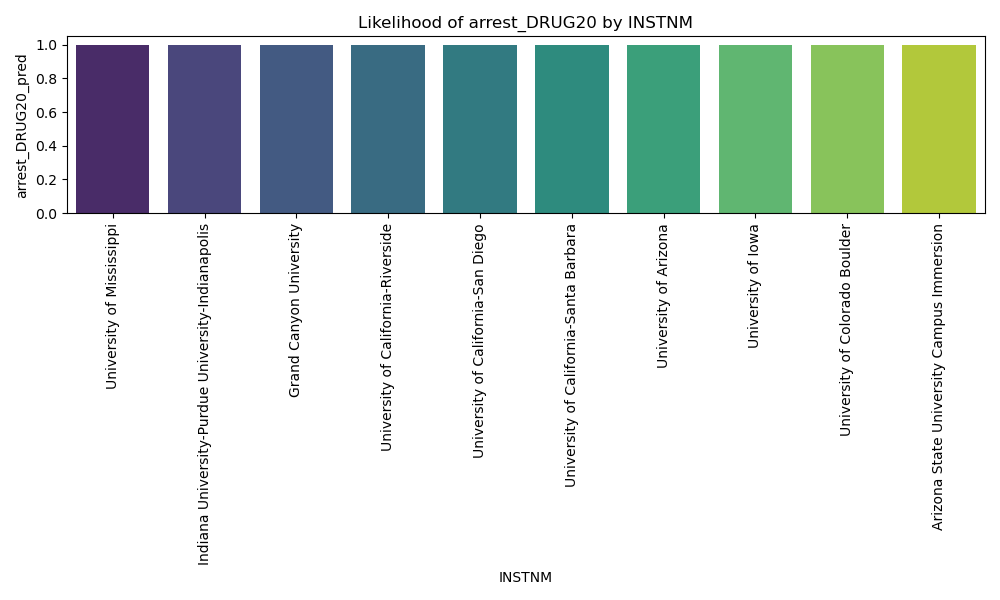 Likelihood of arrest_DRUG20 by INSTNM
arrest_DRUG20_pred
1.0
0.8
0.6
0.4
0.2
0.0
University of Mississippi
Indiana University-Purdue University-Indianapolis
Grand Canyon University
University of California-Riverside
University of California-San Diego
University of California-Santa Barbara
University of Arizona
University of Iowa
University of Colorado Boulder
Arizona State University Campus Immersion
INSTNM